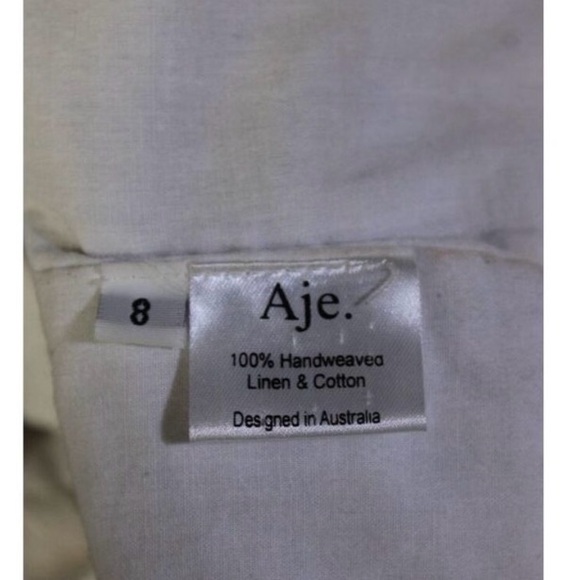 8
Aje.
100% Handweaved
Linen & Cotton
Designed in Australia